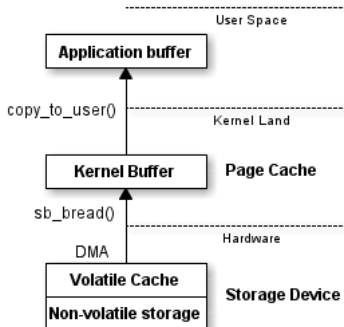 User Space
Application buffer
copy_to_user()
Kernel Land
Kernel Buffer
Page Cache
sb_bread()
Hardware
DMA
Volatile Cache
Storage Device
Non-volatile storage